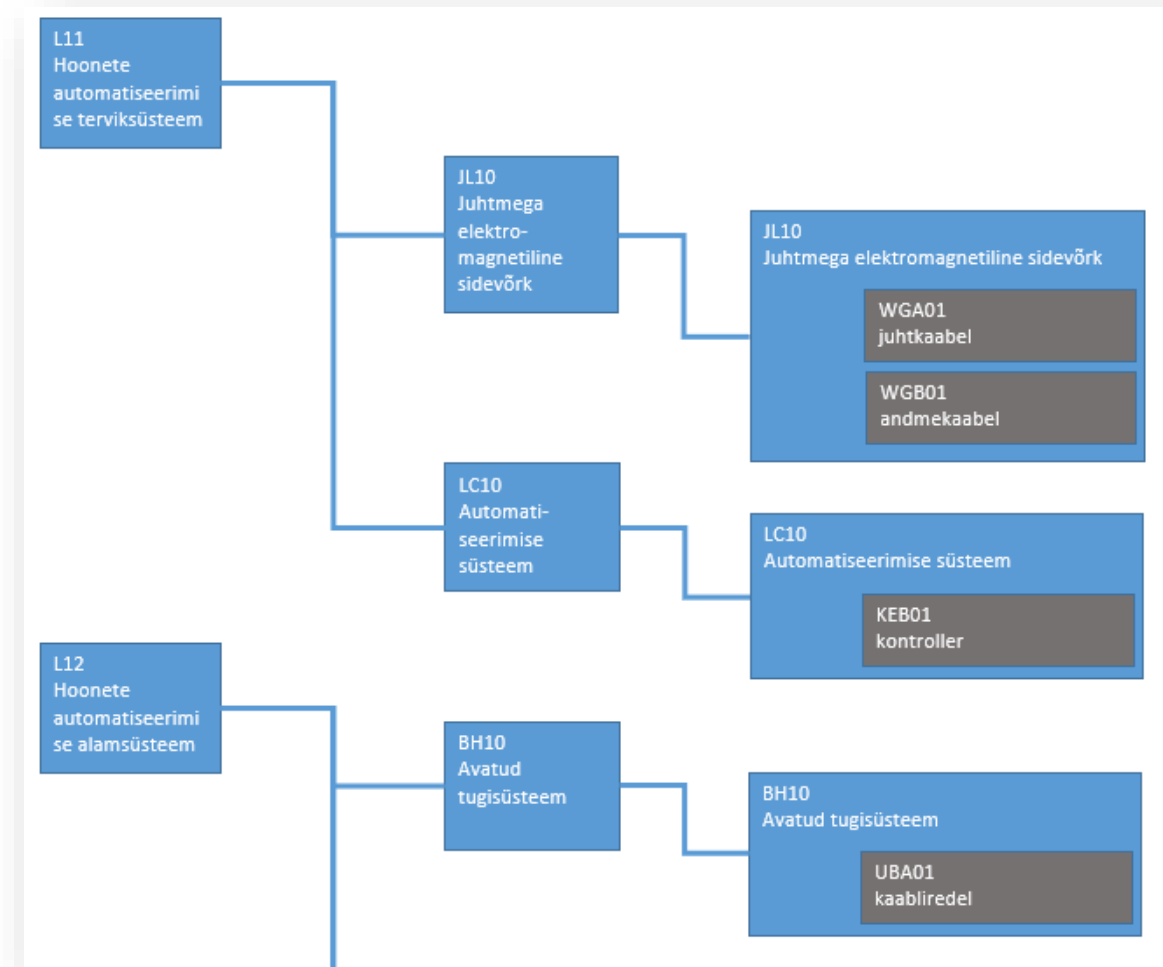 L11
Hoonete
automatiseerimi
se terviksüsteem
JL10
Juhtmega
elektro-
magnetiline
sidevõrk
JL10
Juhtmega elektromagnetiline sidevõrk
WGA01
juhtkaabel
WGB01
andmekaabel
LC10
Automati-
seerimise
süsteem
LC10
Automatiseerimise süsteem
KEB01
kontroller
L12
Hoonete
automatiseerimi
se alamsüsteem
BH10
Avatud
tugisüsteem
BH10
Avatud tugisüsteem
UBA01
kaabliredel